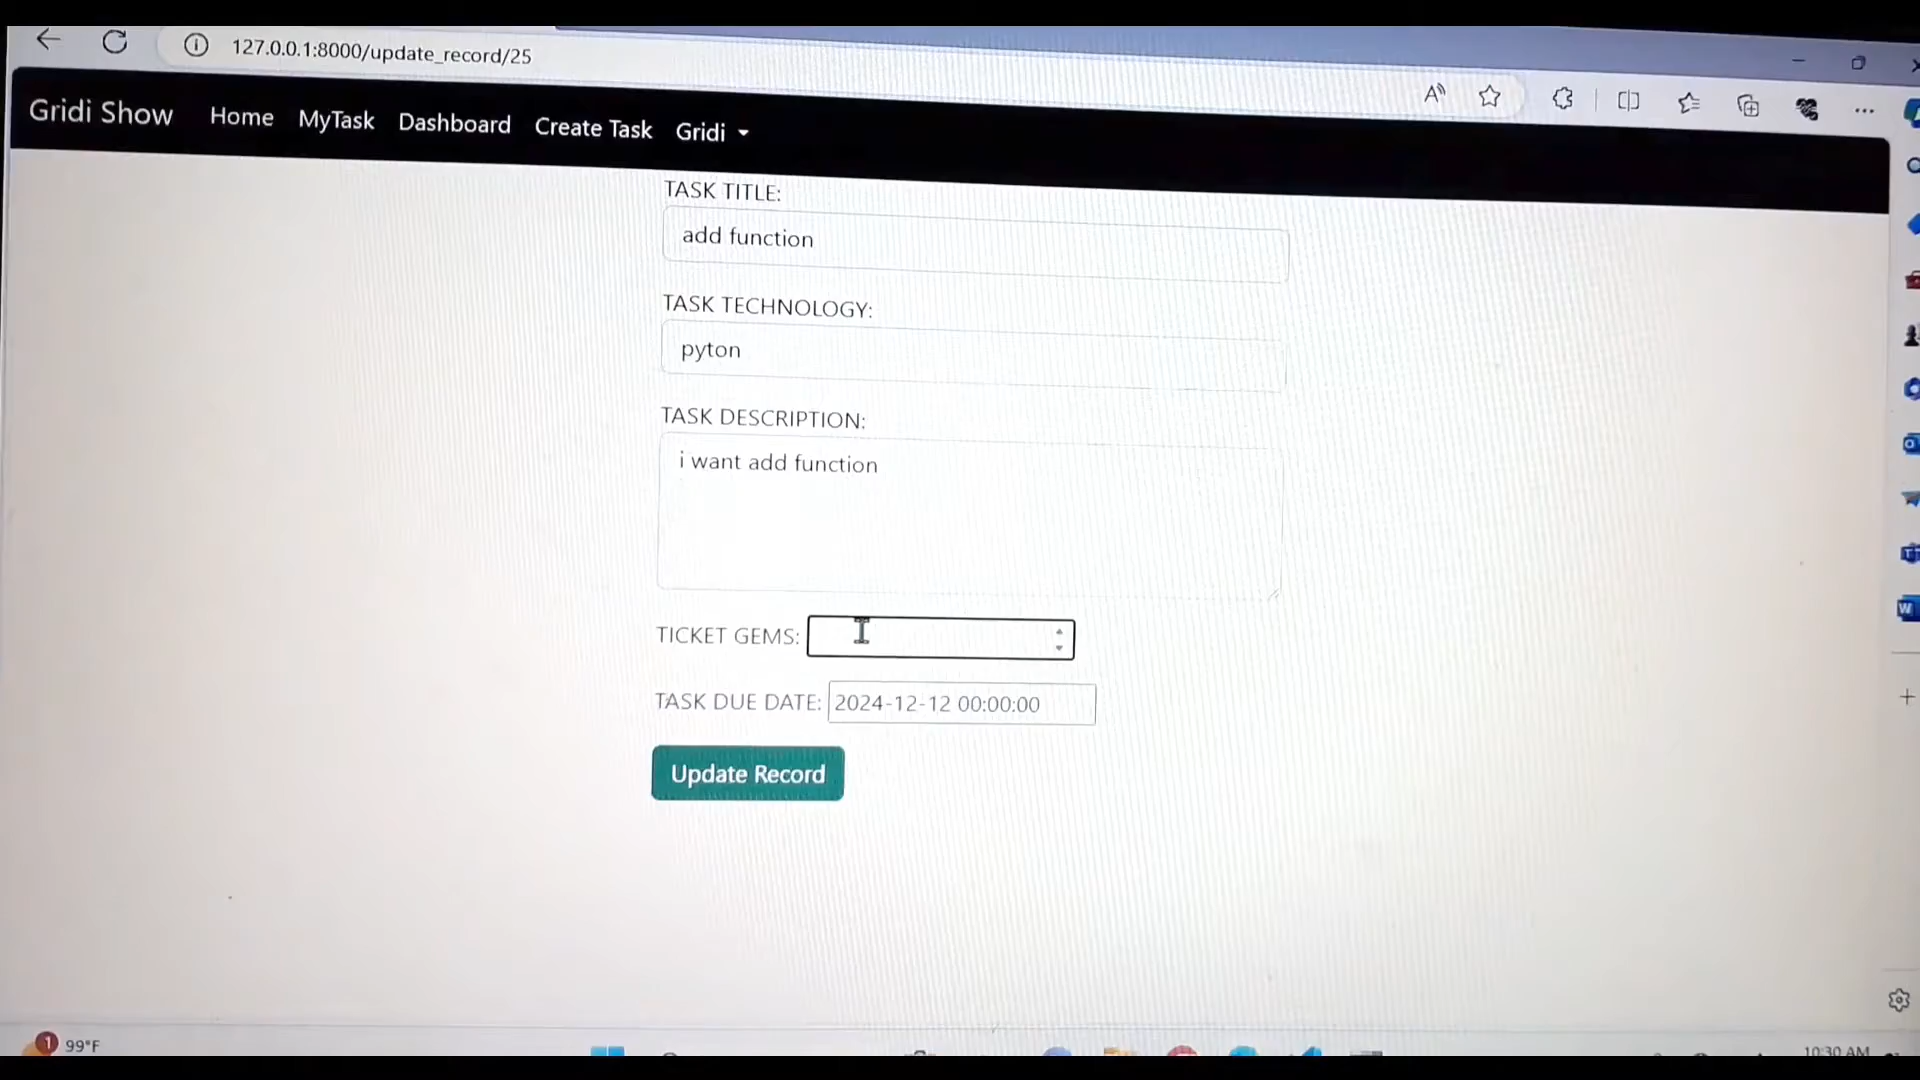 127.0.0.1:8000/update_record/25
Gridi Show Home MyTask Dashboard Create Task Gridi
TASK TITLE:
add function
TASK TECHNOLOGY:
pyton
TASK DESCRIPTION:
i want add function
TICKET GEMS:
TASK DUE DATE: 2024-12-12 00:00:00
Update Record
1 99°F
10:30 AM